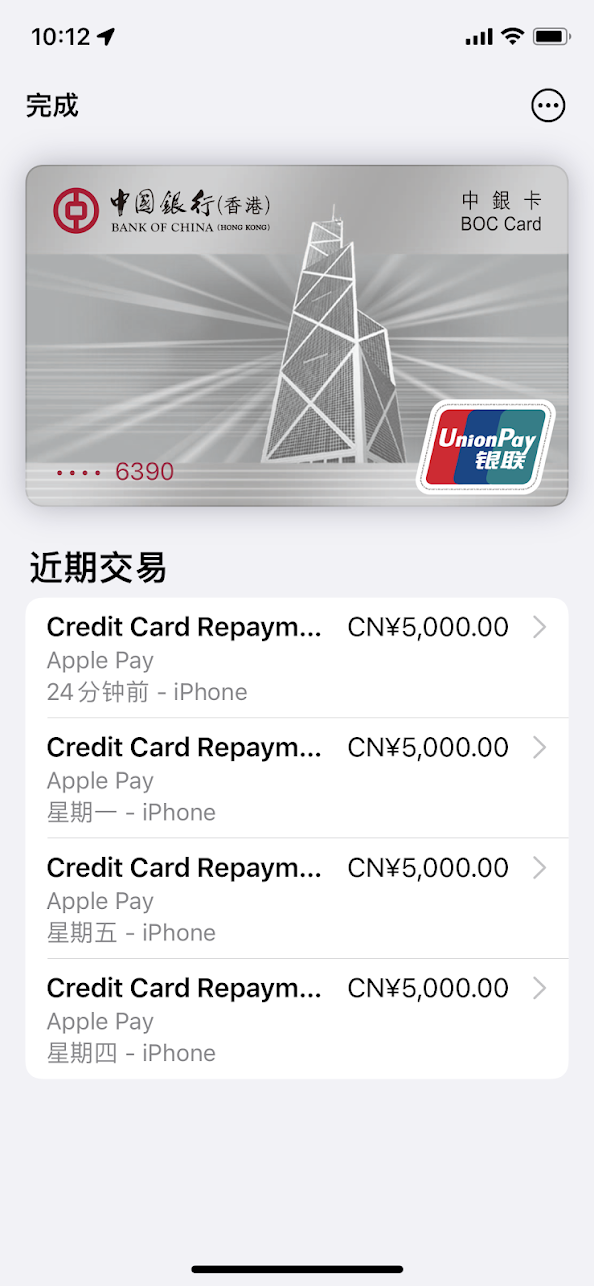 10:12
完成
中国銀行(香港)
BANK OF CHINA (HONG KONG)
中銀卡
BOC Card
UnionPay
银联
•••• 6390
近期交易
Credit Card Repaym... CN¥5,000.00
Apple Pay
24分钟前 - iPhone
Credit Card Repaym... CN¥5,000.00
Apple Pay
星期一 - iPhone
Credit Card Repaym... CN¥5,000.00
Apple Pay
星期五 - iPhone
Credit Card Repaym... CN¥5,000.00
Apple Pay
星期四 - iPhone